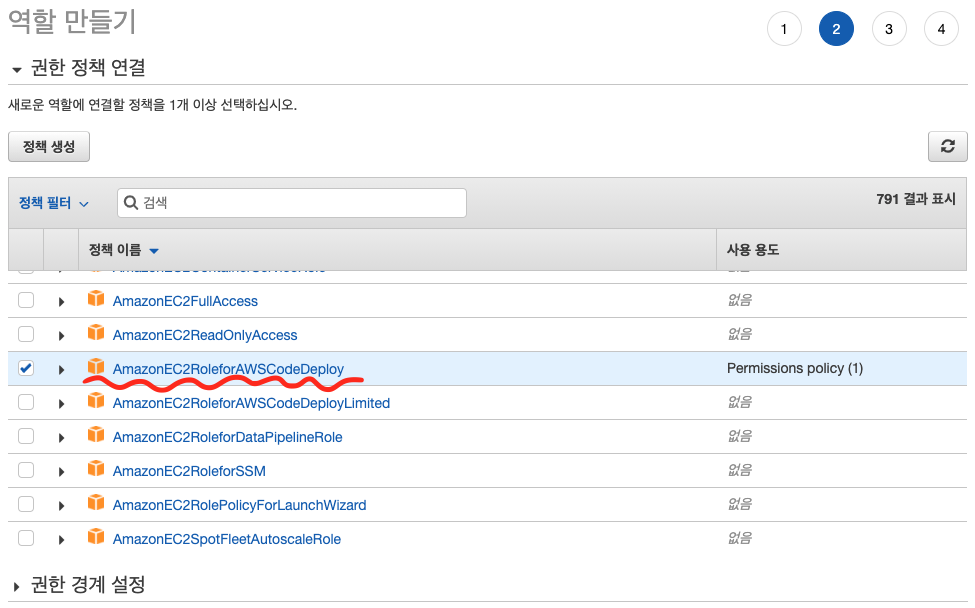 역할 만들기
1 2 3 4
권한 정책 연결
새로운 역할에 연결할 정책을 1개 이상 선택하십시오.
정책 생성
정책 필터 검색 791 결과 표시
정책 이름 사용 용도
AmazonEC2ContainerServiceRole 없음
AmazonEC2FullAccess 없음
AmazonEC2ReadOnlyAccess 없음
AmazonEC2RoleforAWSCodeDeploy Permissions policy (1)
AmazonEC2RoleforAWSCodeDeployLimited 없음
AmazonEC2RoleforDataPipelineRole 없음
AmazonEC2RoleforSSM 없음
AmazonEC2RolePolicyForLaunchWizard 없음
AmazonEC2SpotFleetAutoscaleRole 없음
권한 경계 설정